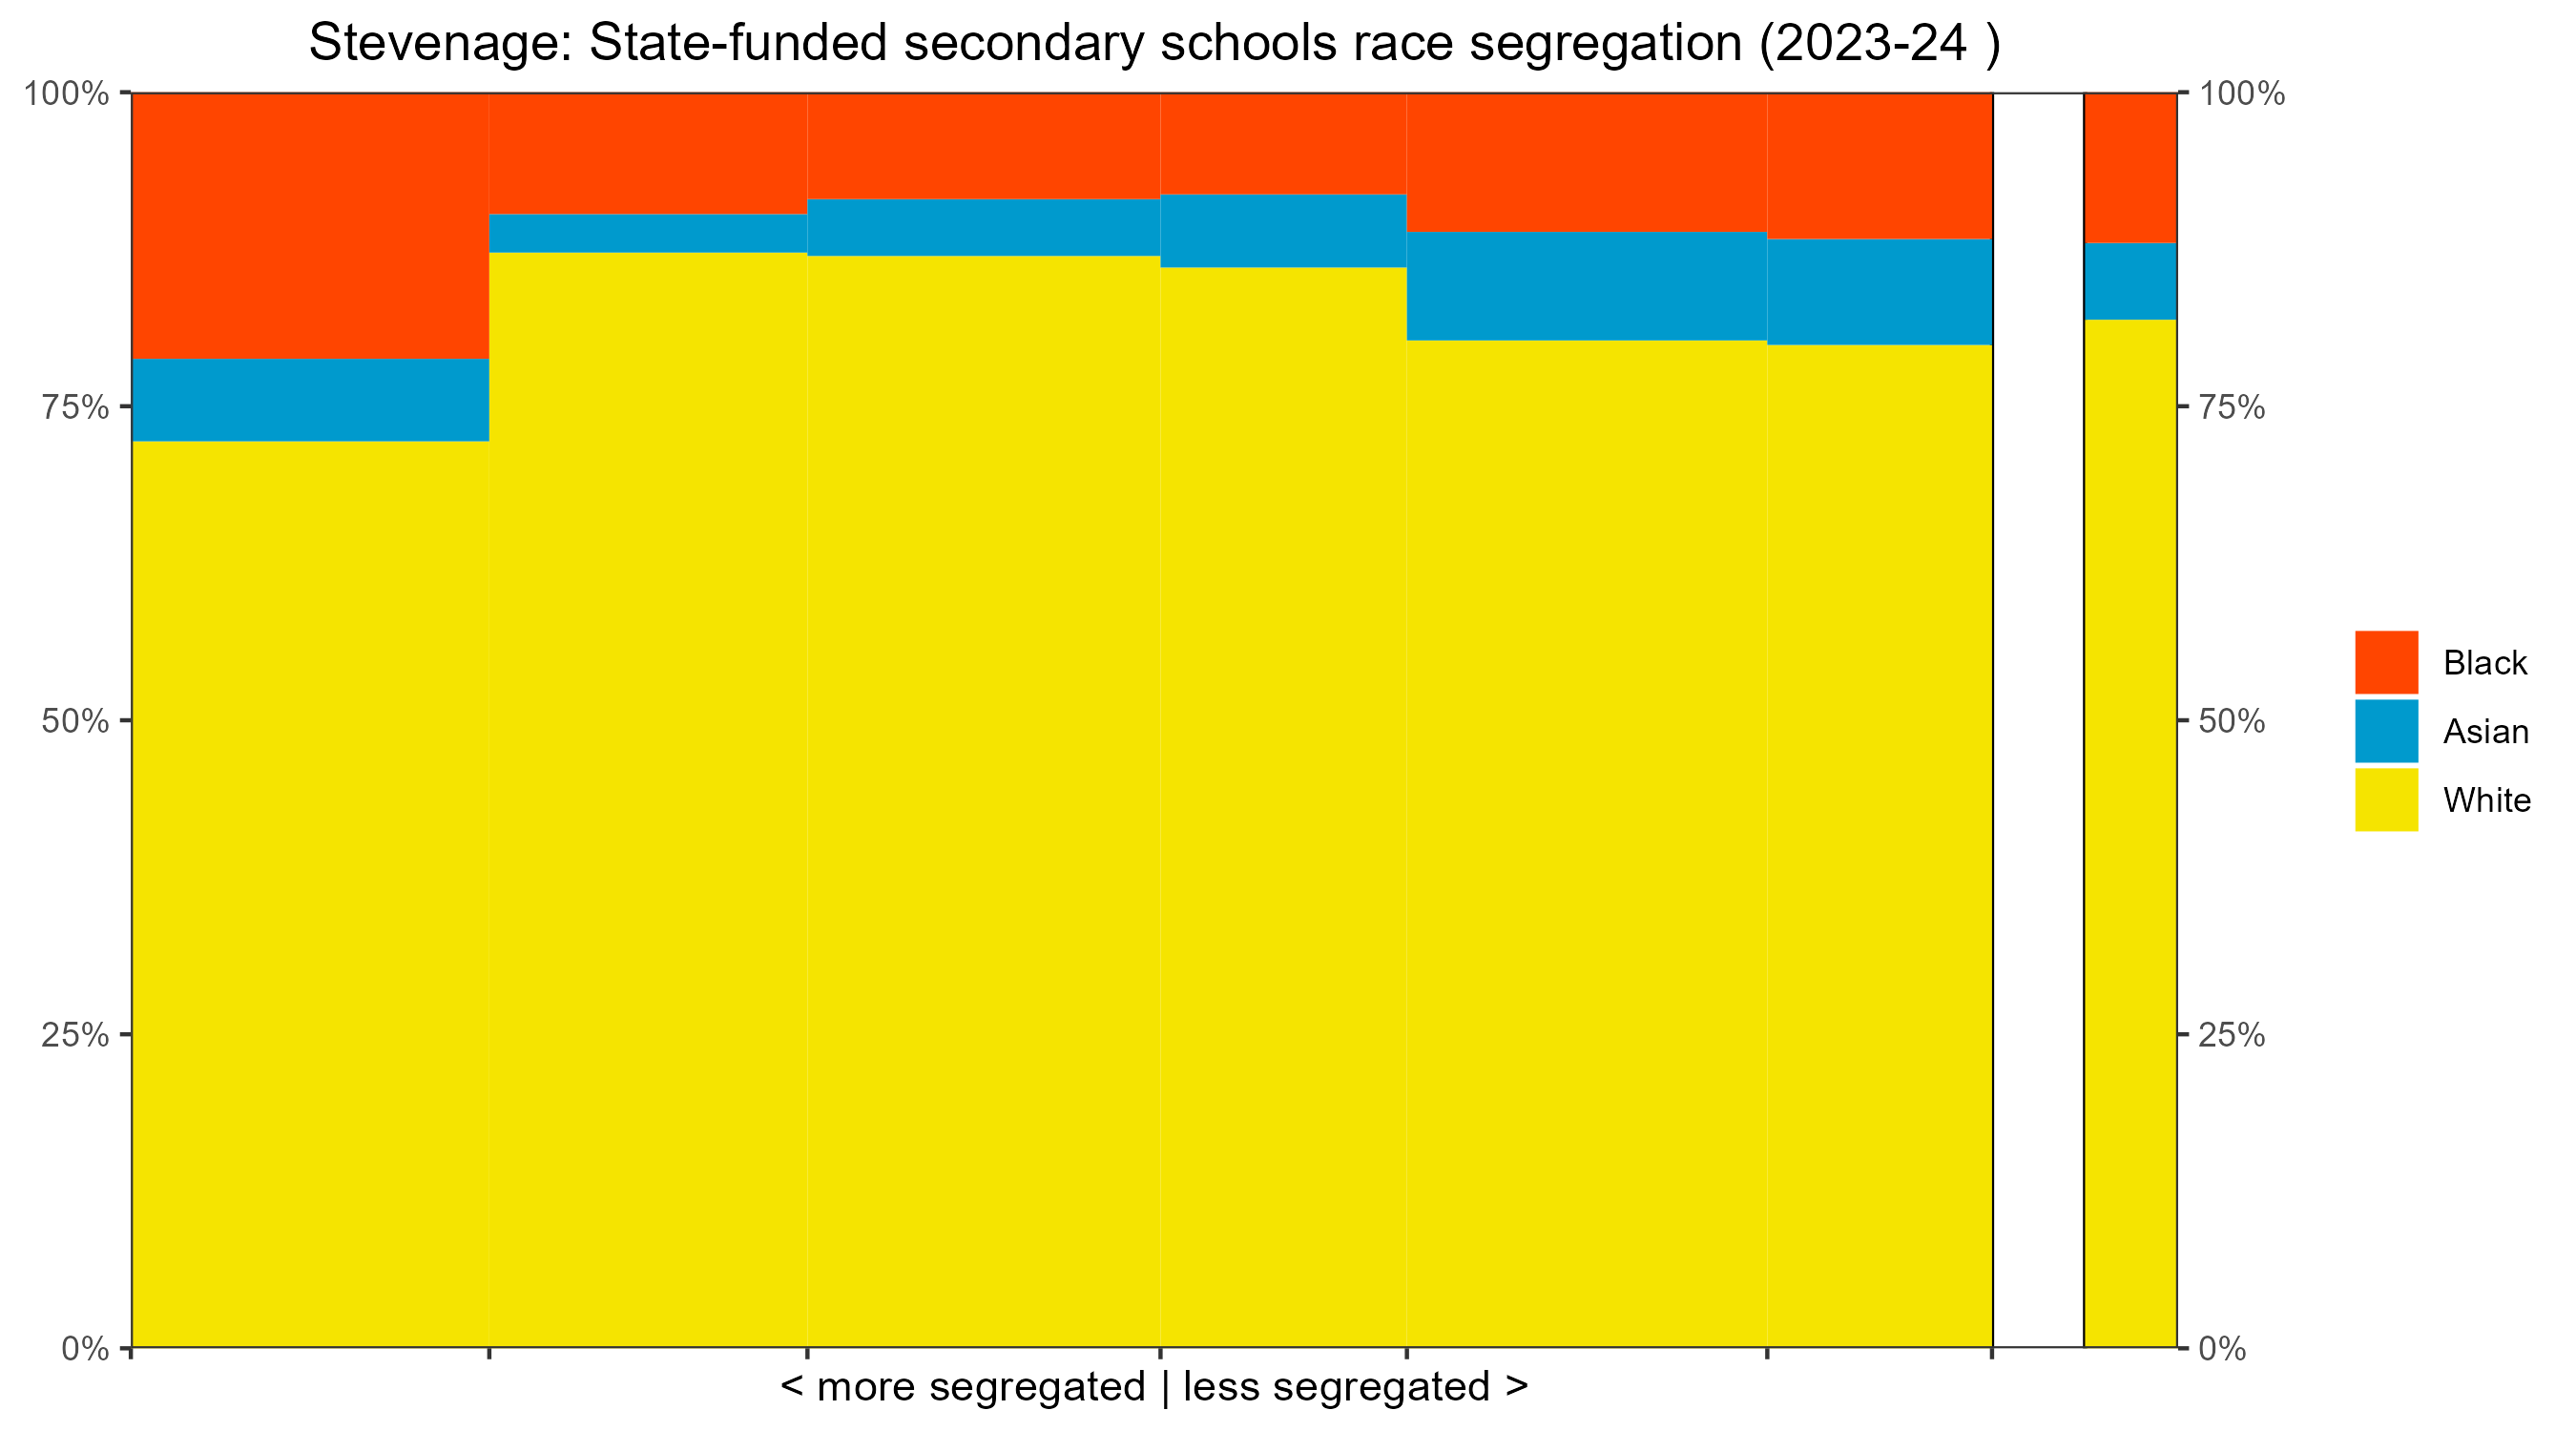 Stevenage: State-funded secondary schools race segregation (2023-24 )
100%
75%
50%
25%
0%
100%
75%
50%
25%
0%
Black
Asian
White
< more segregated | less segregated >